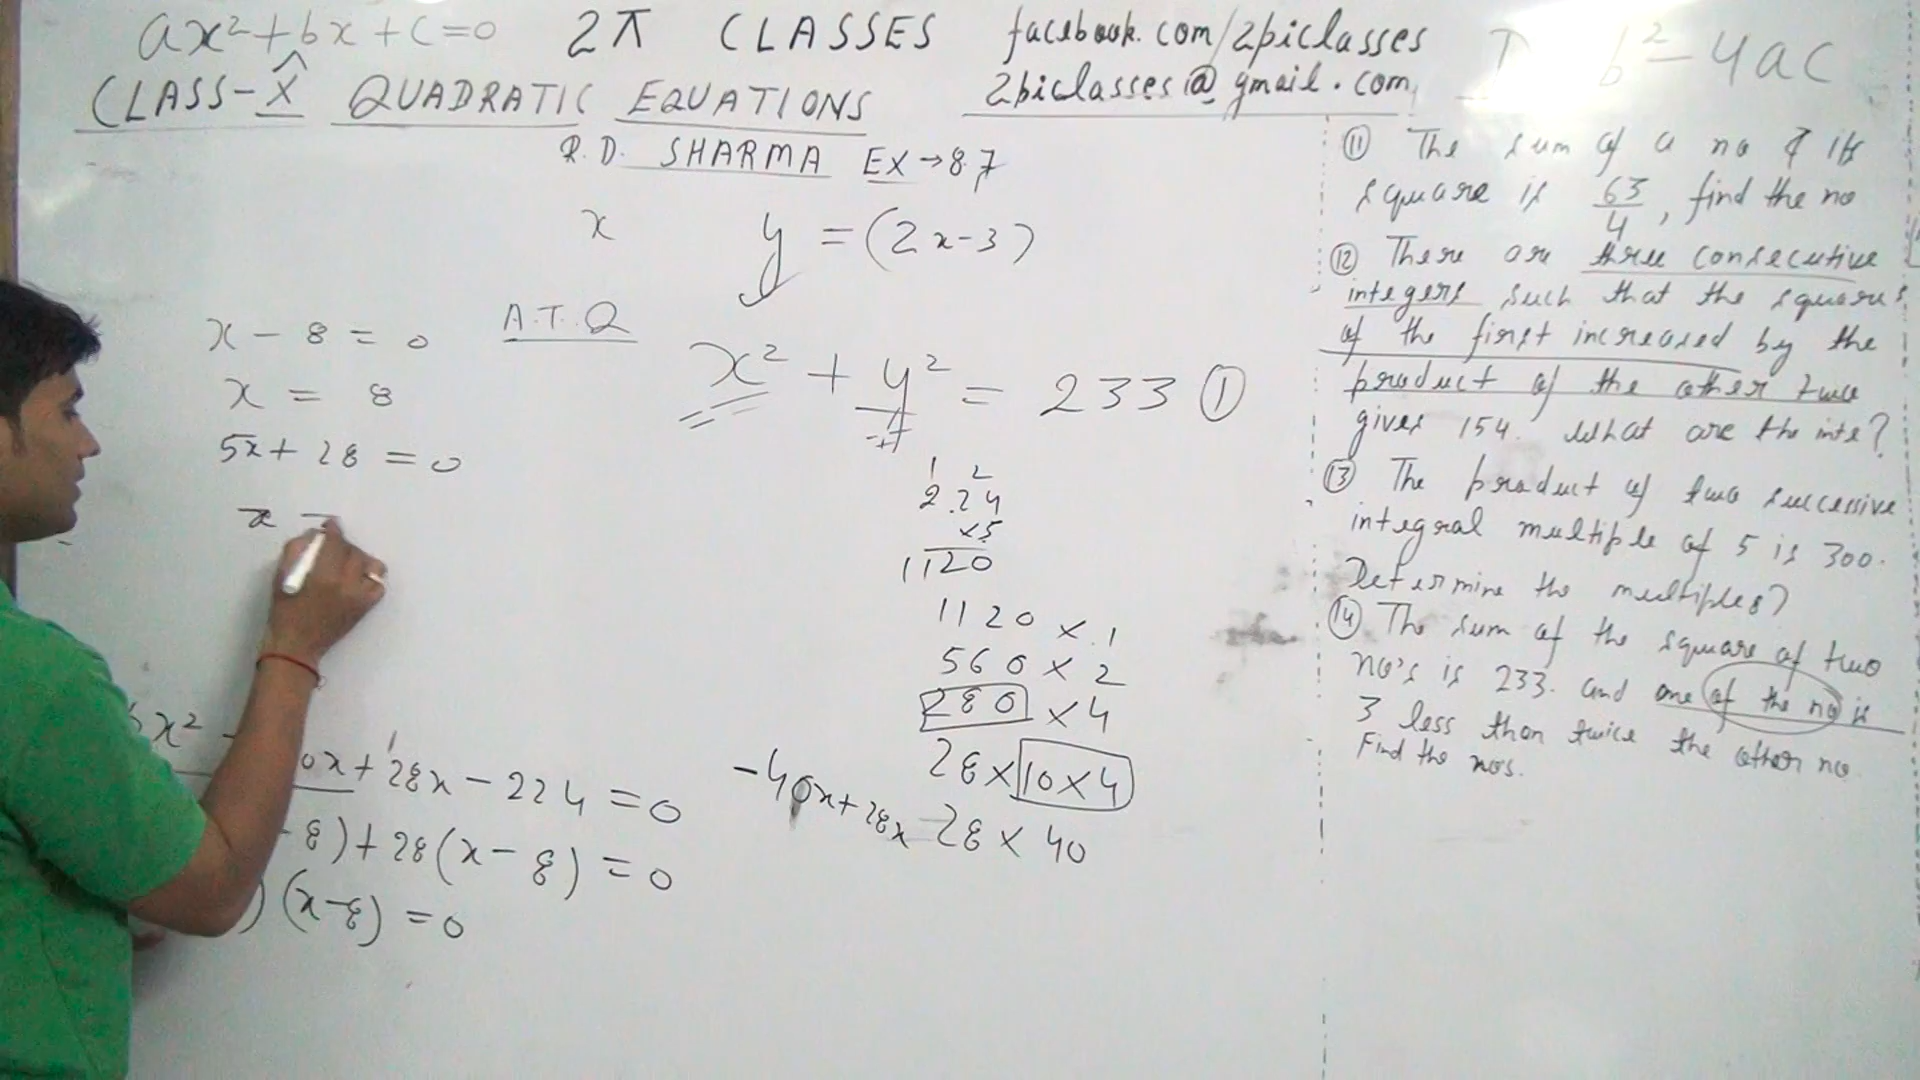 ax²+bx+c=0 2π CLASSES facebook.com/2piclasses
CLASS-X QUADRATIC EQUATIONS 2piclasses@gmail.com b²-4ac
R.D. SHARMA EX→8.7
x y = (2x-3)
A.T.Q
x² + y² = 233 ①
x - 8 = 0
x = 8
5x + 28 = 0
x =
1 2
2 24
×5
1120
1120 × 1
560 × 2
280 × 4
28 × 10 × 4
28 × 40
-40x+28x
x² 0x+28x-224=0
-8)+28(x-8)=0
)(x-8)=0
⑪ The sum of a no & its
square is 63/4, find the no
⑫ There are three consecutive
integers such that the squares
of the first increased by the
product of the other two
gives 154. What are the ints?
⑬ The product of two successive
integral multiple of 5 is 300.
Determine the multiples?
⑭ The sum of the square of two
no's is 233. and one of the no is
3 less than twice the other no
Find the nos.